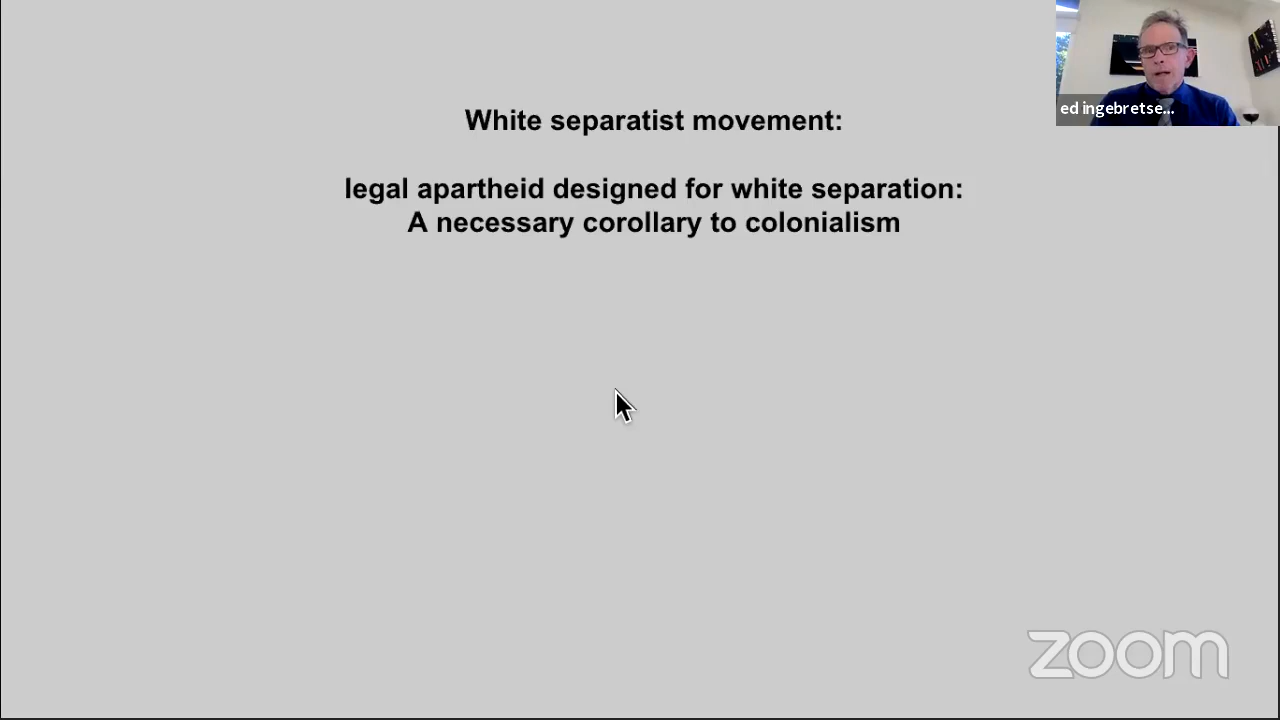 White separatist movement:
legal apartheid designed for white separation:
A necessary corollary to colonialism
ed ingebretse...
zoom